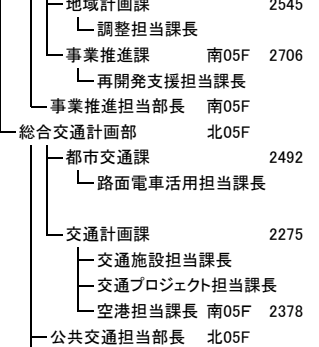 地域計画課 2545
調整担当課長
事業推進課 南05F 2706
再開発支援担当課長
事業推進担当部長 南05F
総合交通計画部 北05F
都市交通課 2492
路面電車活用担当課長
交通計画課 2275
交通施設担当課長
交通プロジェクト担当課長
空港担当課長 南05F 2378
公共交通担当部長 北05F